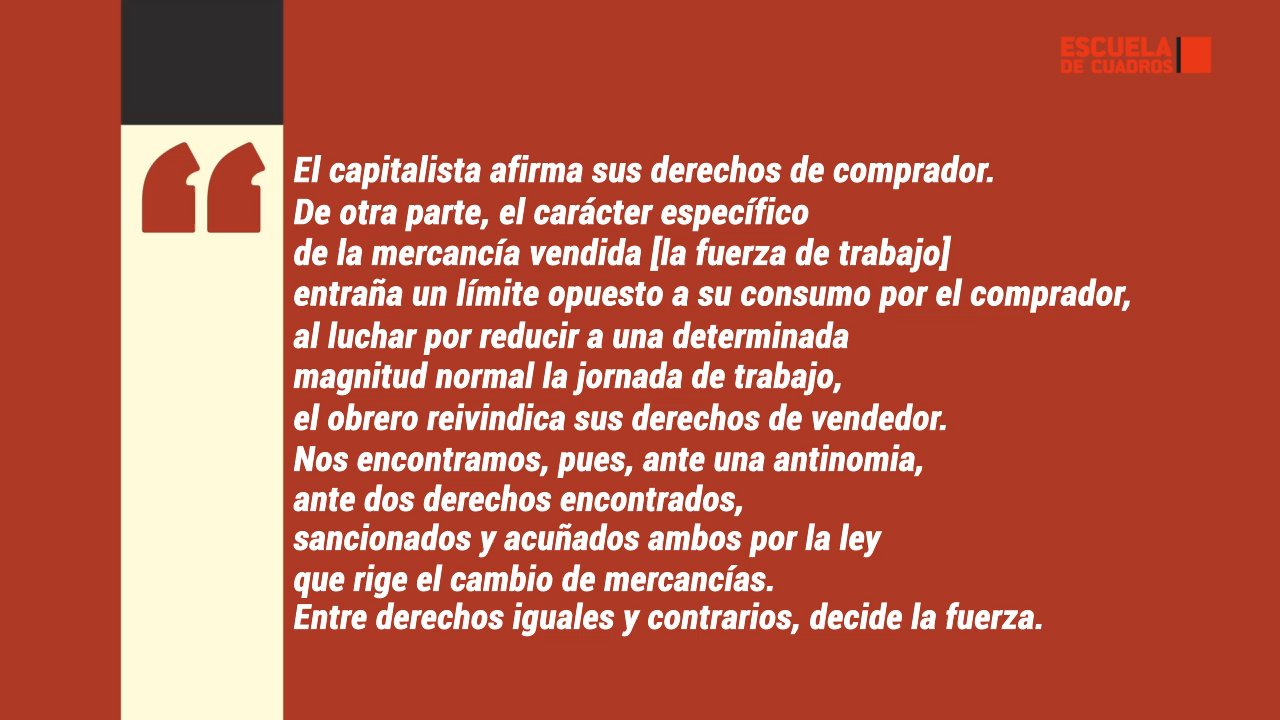 ESCUELA
DE CUADROS
El capitalista afirma sus derechos de comprador.
De otra parte, el carácter específico
de la mercancía vendida [la fuerza de trabajo]
entraña un límite opuesto a su consumo por el comprador,
al luchar por reducir a una determinada
magnitud normal la jornada de trabajo,
el obrero reivindica sus derechos de vendedor.
Nos encontramos, pues, ante una antinomia,
ante dos derechos encontrados,
sancionados y acuñados ambos por la ley
que rige el cambio de mercancías.
Entre derechos iguales y contrarios, decide la fuerza.